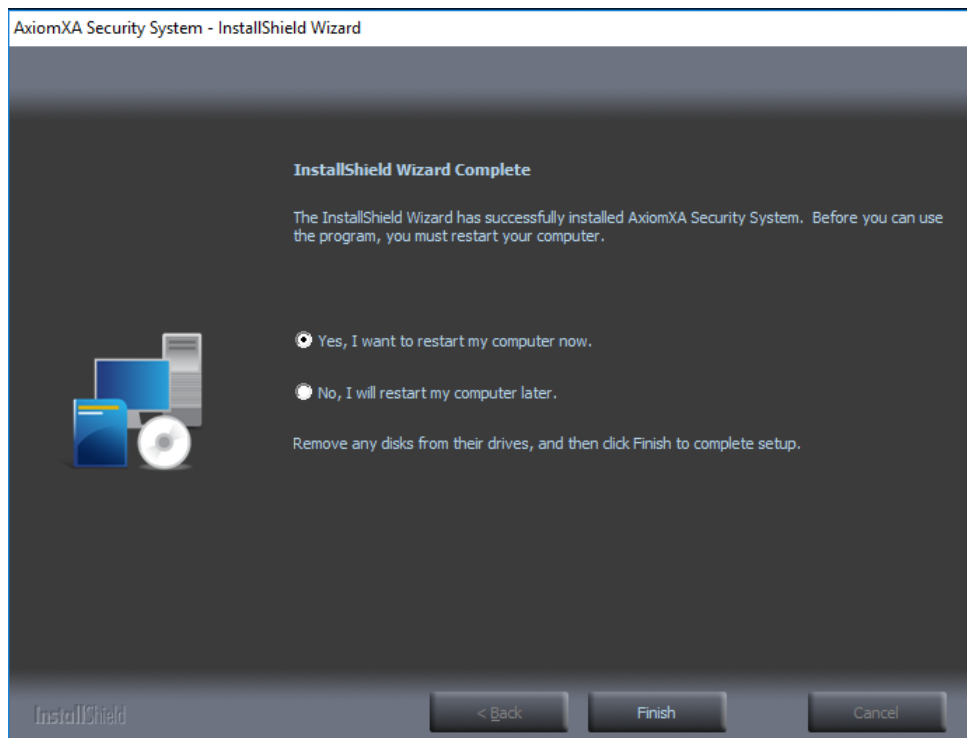 AxiomXA Security System - InstallShield Wizard
InstallShield Wizard Complete
The InstallShield Wizard has successfully installed AxiomXA Security System.  Before you can use
the program, you must restart your computer.
Yes, I want to restart my computer now.
No, I will restart my computer later.
Remove any disks from their drives, and then click Finish to complete setup.
InstallShield
< Back
Finish
Cancel